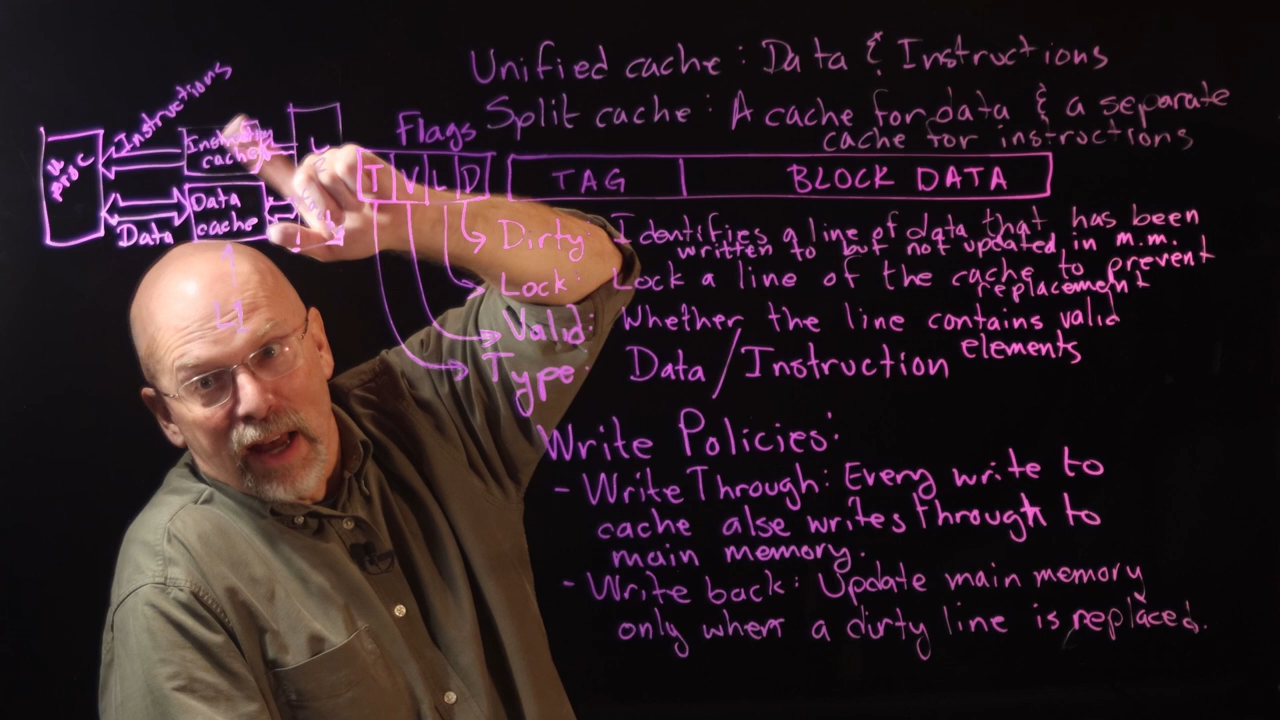 Unified cache: Data & Instructions
Split cache: A cache for data & a separate
cache for instructions
Instructions
μ
proc
cache
Data
cache
Data
L1
Flags
T V L D
TAG
BLOCK DATA
Dirty: Identifies a line of data that has been
written to but not updated in m.m.
Lock: Lock a line of the cache to prevent
replacement
Valid: Whether the line contains valid
elements
Type: Data/Instruction
Write Policies:
- Write Through: Every write to
cache alse writes through to
main memory.
- Write back: Update main memory
only when a dirty line is replaced.